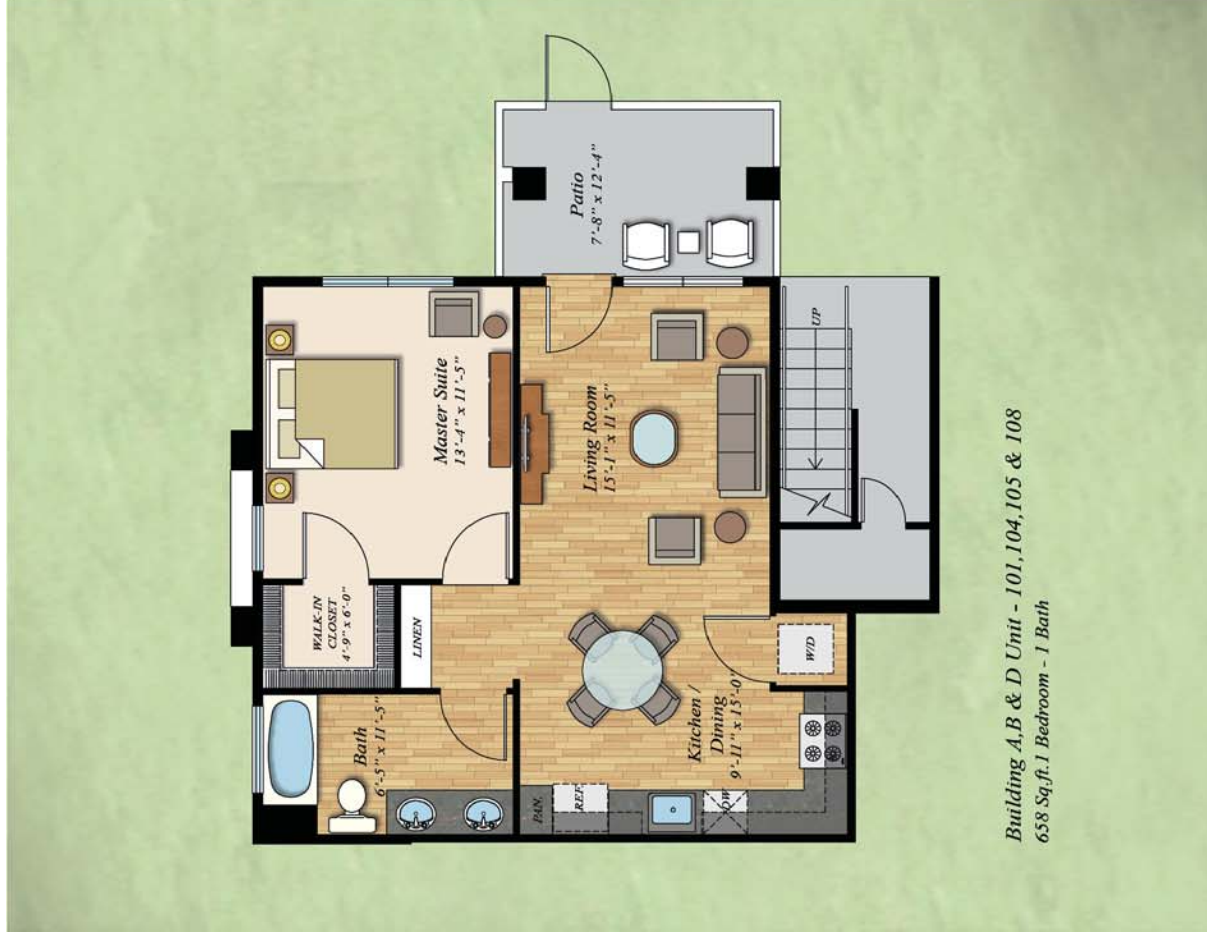 Patio
7'-8" x 12'-4"
Master Suite
13'-4" x 11'-5"
Living Room
15'-1" x 11'-5"
UP
WALK-IN
CLOSET
4'-9" x 6'-0"
LINEN
W/D
Bath
6'-5" x 11'-5"
Kitchen /
Dining
9'-11" x 15'-0"
PAN.
REF.
DW
Building A,B & D Unit - 101,104,105 & 108
658 Sq.ft.1 Bedroom - 1 Bath